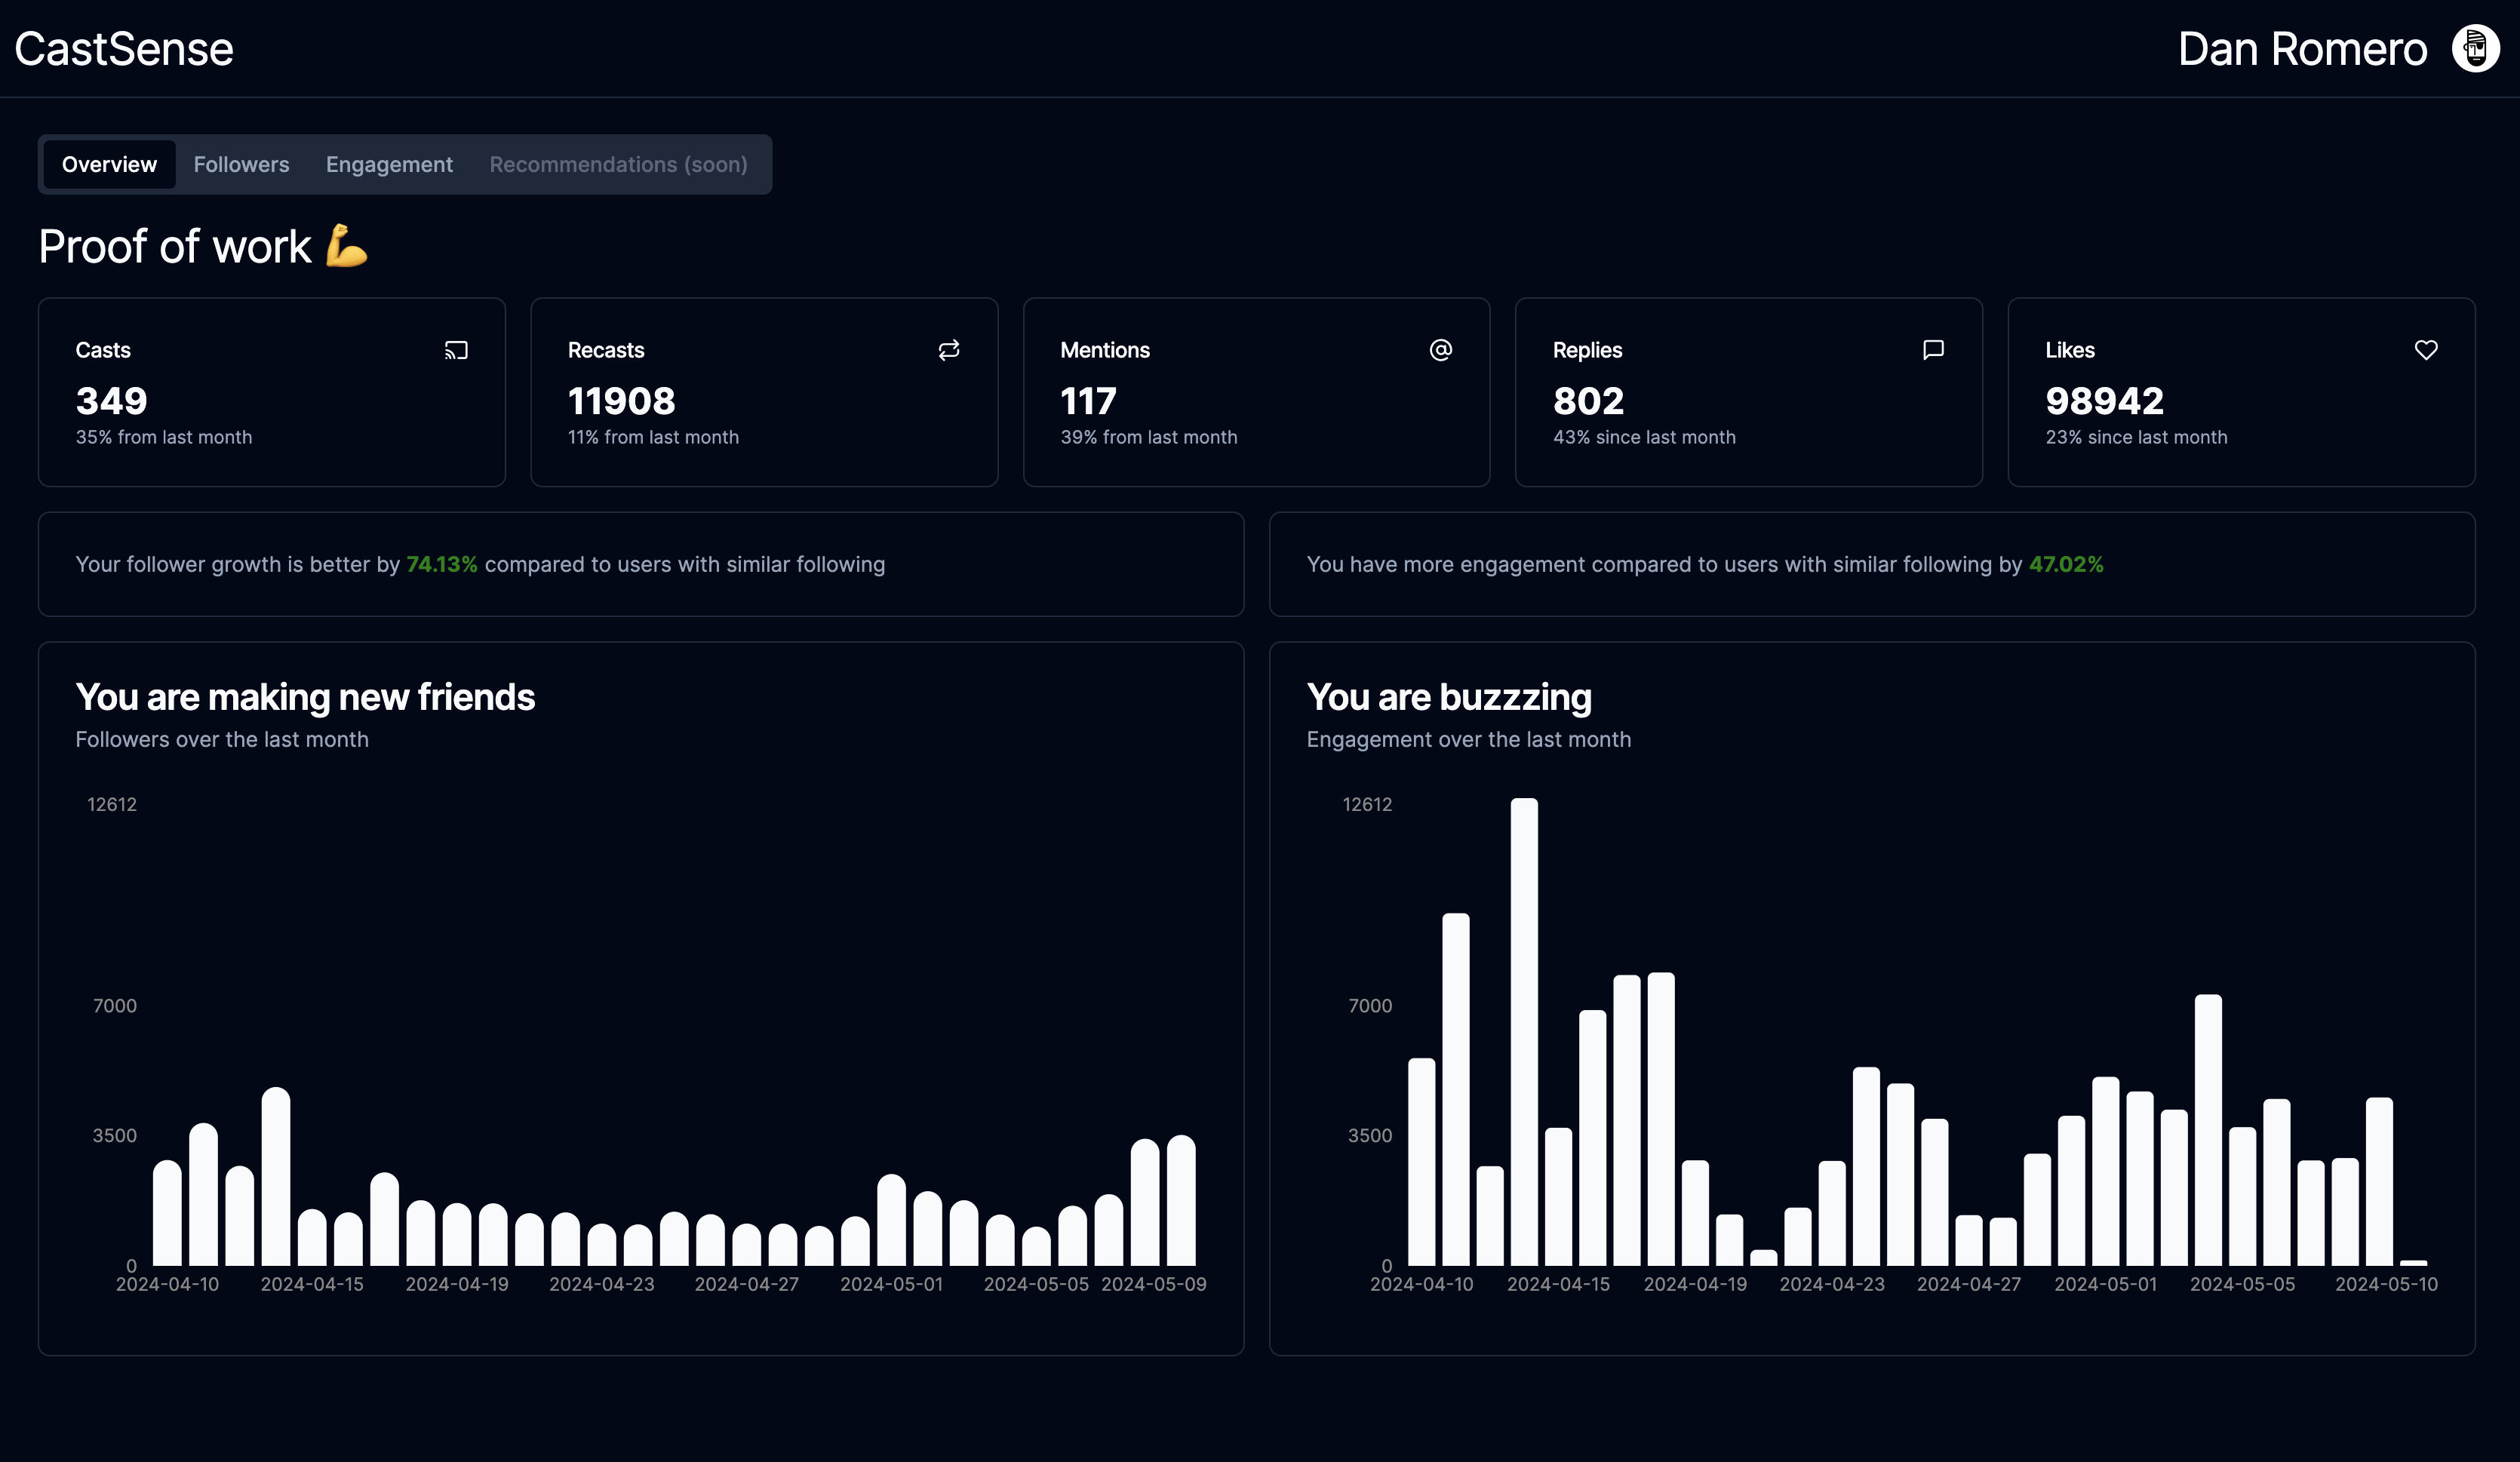 CastSense
Dan Romero
Overview
Followers
Engagement
Recommendations (soon)
Proof of work 💪
Casts
349
35% from last month
Recasts
11908
11% from last month
Mentions
117
39% from last month
Replies
802
43% since last month
Likes
98942
23% since last month
Your follower growth is better by 74.13% compared to users with similar following
You have more engagement compared to users with similar following by 47.02%
You are making new friends
Followers over the last month
12612
7000
3500
0
2024-04-10 2024-04-15 2024-04-19 2024-04-23 2024-04-27 2024-05-01 2024-05-05 2024-05-09
You are buzzzing
Engagement over the last month
12612
7000
3500
0
2024-04-10 2024-04-15 2024-04-19 2024-04-23 2024-04-27 2024-05-01 2024-05-05 2024-05-10